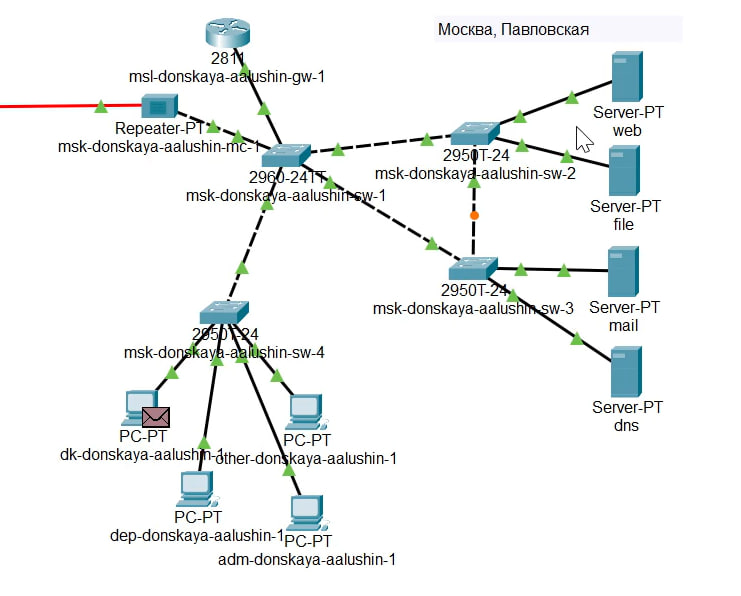 Москва, Павловская
2811
msl-donskaya-aalushin-gw-1
Repeater-PT
msk-donskaya-aalushin-mc-1
2960-24TT
msk-donskaya-aalushin-sw-1
2950T-24
msk-donskaya-aalushin-sw-2
Server-PT
web
Server-PT
file
2950T-24
msk-donskaya-aalushin-sw-3
Server-PT
mail
2950T-24
msk-donskaya-aalushin-sw-4
Server-PT
dns
PC-PT
dk-donskaya-aalushin-1
PC-PT
other-donskaya-aalushin-1
PC-PT
dep-donskaya-aalushin-1
PC-PT
adm-donskaya-aalushin-1